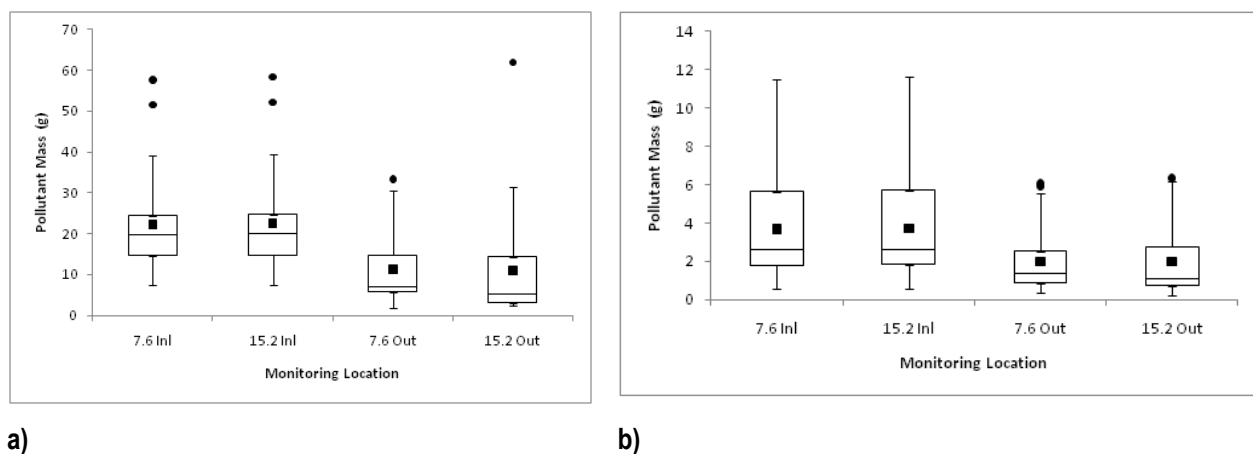 70
60
50
40
30
20
10
0
Pollutant Mass (g)
7.6 Inl 15.2 Inl 7.6 Out 15.2 Out
Monitoring Location
a)
14
12
10
8
6
4
2
0
Pollutant Mass (g)
7.6 Inl 15.2 Inl 7.6 Out 15.2 Out
Monitoring Location
b)